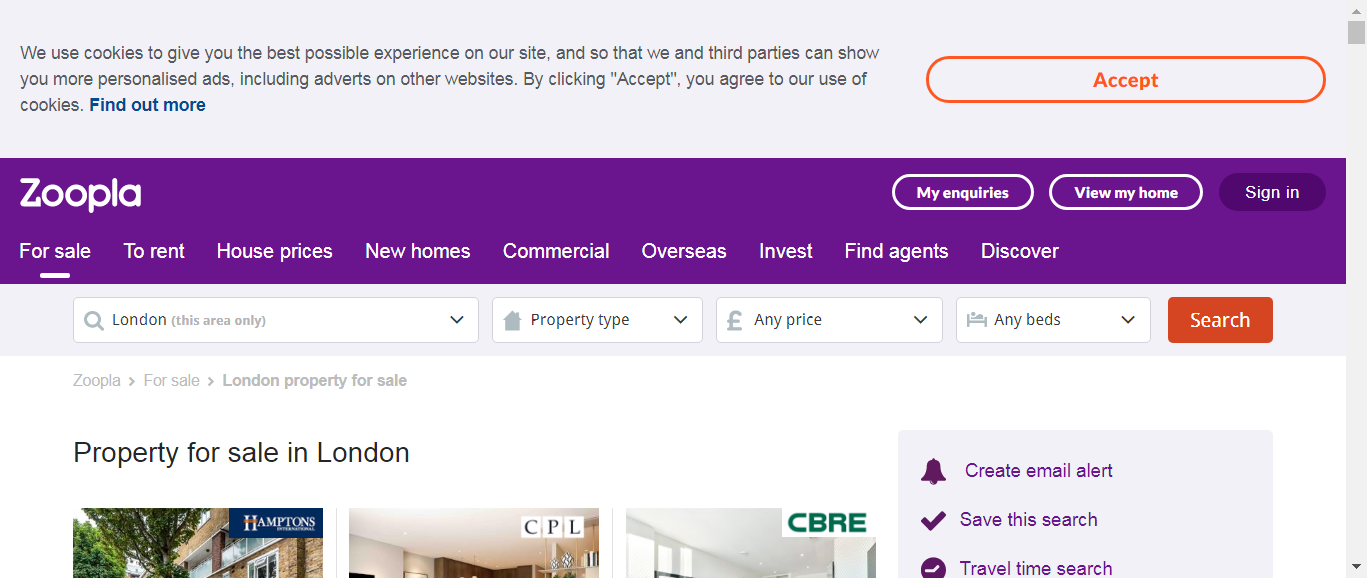 We use cookies to give you the best possible experience on our site, and so that we and third parties can show
you more personalised ads, including adverts on other websites. By clicking "Accept", you agree to our use of
cookies. Find out more
Accept
Zoopla
My enquiries
View my home
Sign in
For sale
To rent
House prices
New homes
Commercial
Overseas
Invest
Find agents
Discover
London (this area only)
Property type
£ Any price
Any beds
Search
Zoopla > For sale > London property for sale
Property for sale in London
HAMPTONS
INTERNATIONAL
CPL
CBRE
Create email alert
Save this search
Travel time search